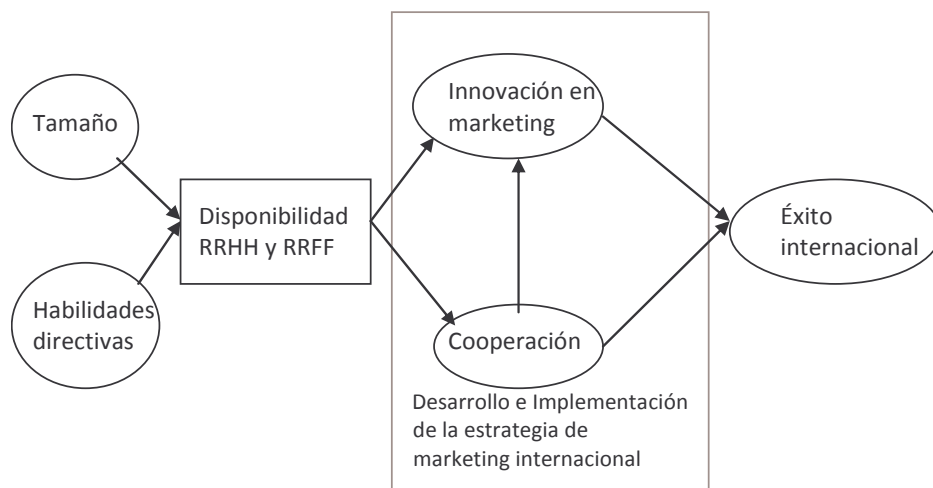 Tamaño
Habilidades
directivas
Disponibilidad
RRHH y RRFF
Innovación en
marketing
Cooperación
Desarrollo e Implementación
de la estrategia de
marketing internacional
Éxito
internacional